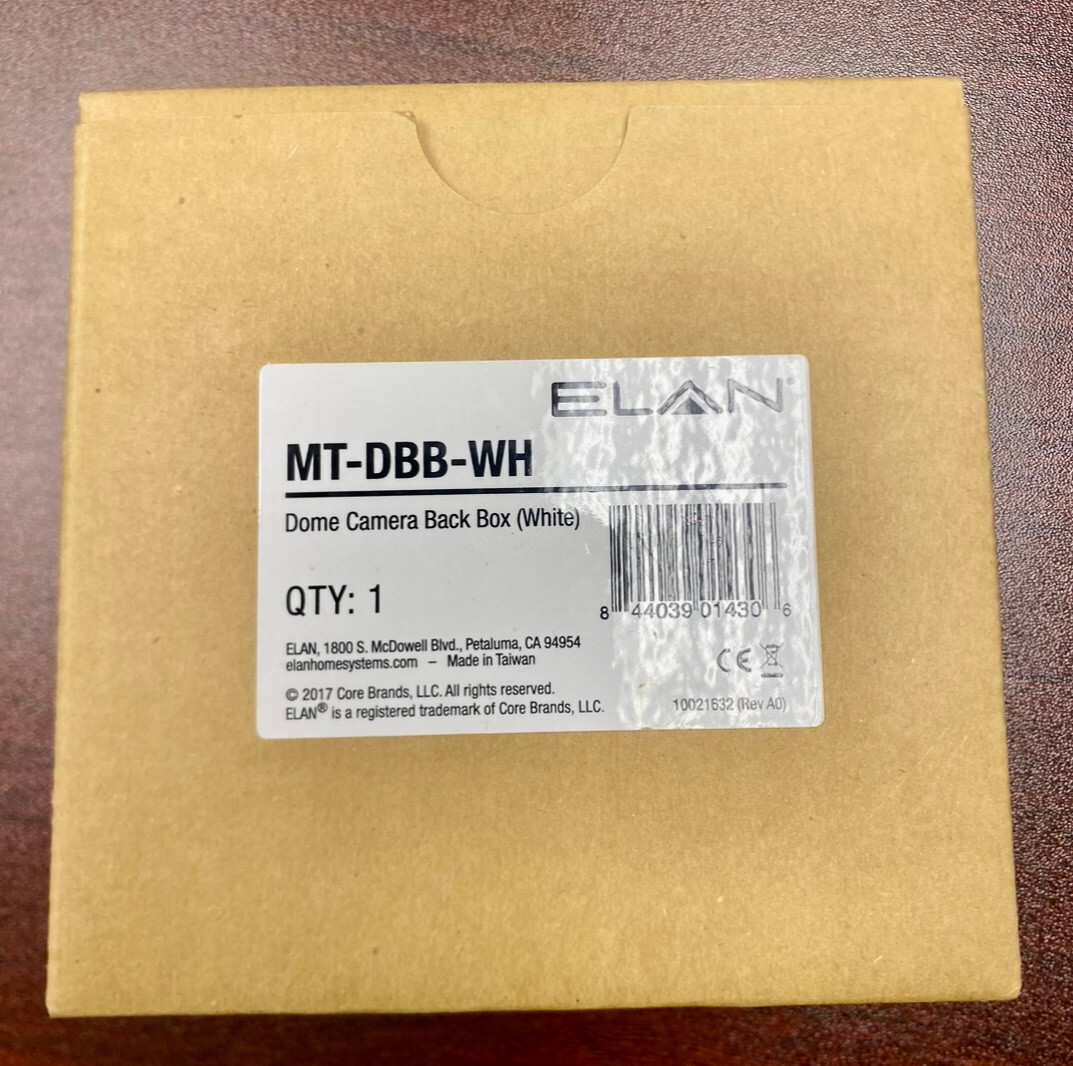 ELAN®
MT-DBB-WH
Dome Camera Back Box (White)
QTY: 1
8 44039 01430 6
ELAN, 1800 S. McDowell Blvd., Petaluma, CA 94954
elanhomesystems.com – Made in Taiwan
CE
© 2017 Core Brands, LLC. All rights reserved.
ELAN® is a registered trademark of Core Brands, LLC.
10021632 (Rev A0)